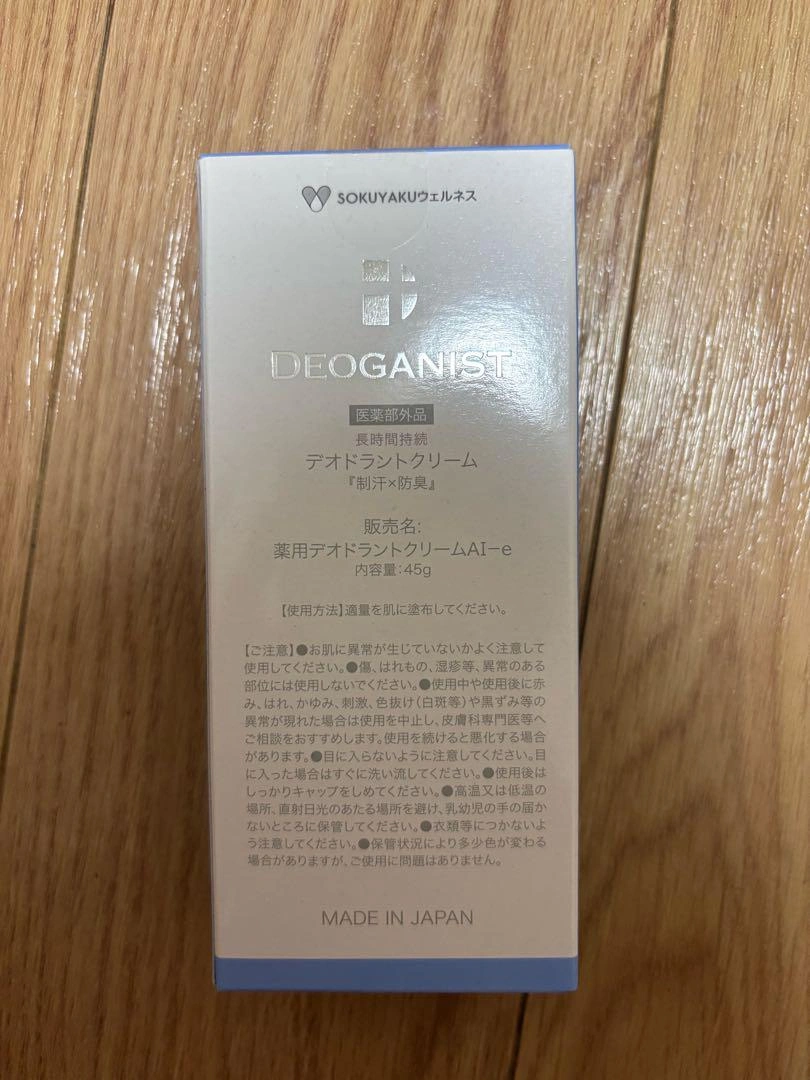 SOKUYAKUウェルネス
DEOGANIST
医薬部外品
長時間持続
デオドラントクリーム
『制汗×防臭』
販売名:
薬用デオドラントクリームAI-e
内容量:45g
【使用方法】適量を肌に塗布してください。
【ご注意】●お肌に異常が生じていないかよく注意して
使用してください。●傷、はれもの、湿疹等、異常のある
部位には使用しないでください。●使用中や使用後に赤
み、はれ、かゆみ、刺激、色抜け(白斑等)や黒ずみ等の
異常が現れた場合は使用を中止し、皮膚科専門医等へ
ご相談をおすすめします。使用を続けると悪化する場合
があります。●目に入らないように注意してください。目
に入った場合はすぐに洗い流してください。●使用後は
しっかりキャップをしめてください。●高温又は低温の
場所、直射日光のあたる場所を避け、乳幼児の手の届か
ないところに保管してください。●衣類等につかないよ
う注意してください。●保管状況により多少色が変わる
場合がありますが、ご使用に問題はありません。
MADE IN JAPAN